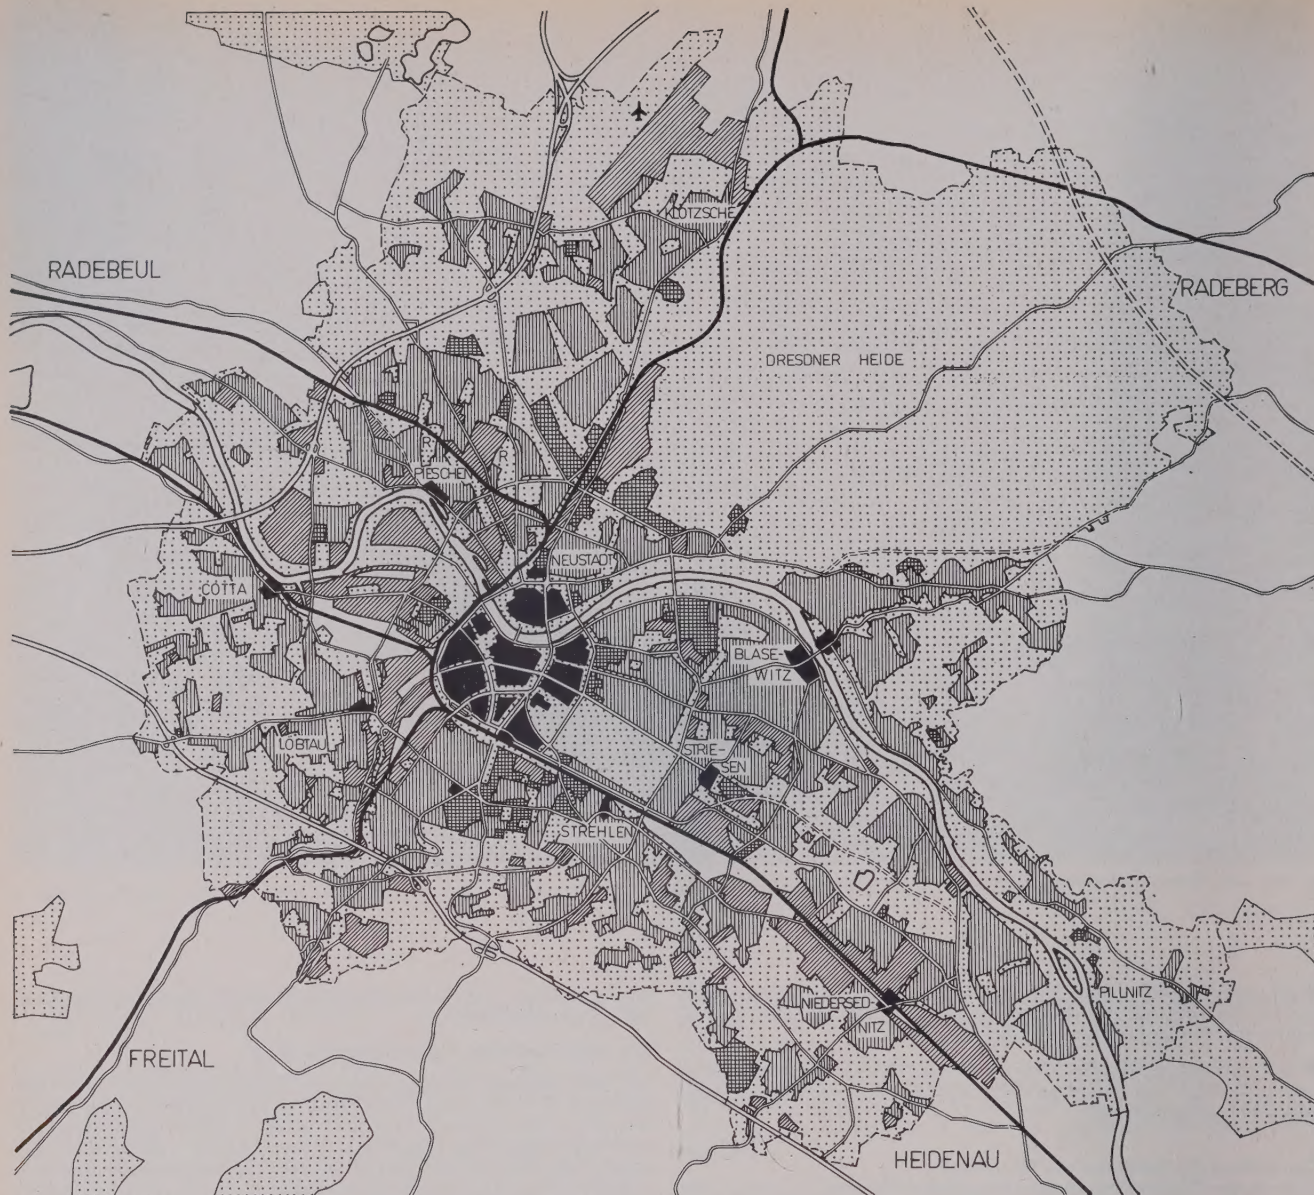 KLOTZSCHE
RADEBEUL
RADEBERG
DRESDNER HEIDE
R
PIESCHEN
R
NEUSTADT
COTTA
BLASE-
WITZ
LÖBTAU
STRIE-
SEN
STREHLEN
PILLNITZ
NIEDERSED-
NITZ
FREITAL
HEIDENAU